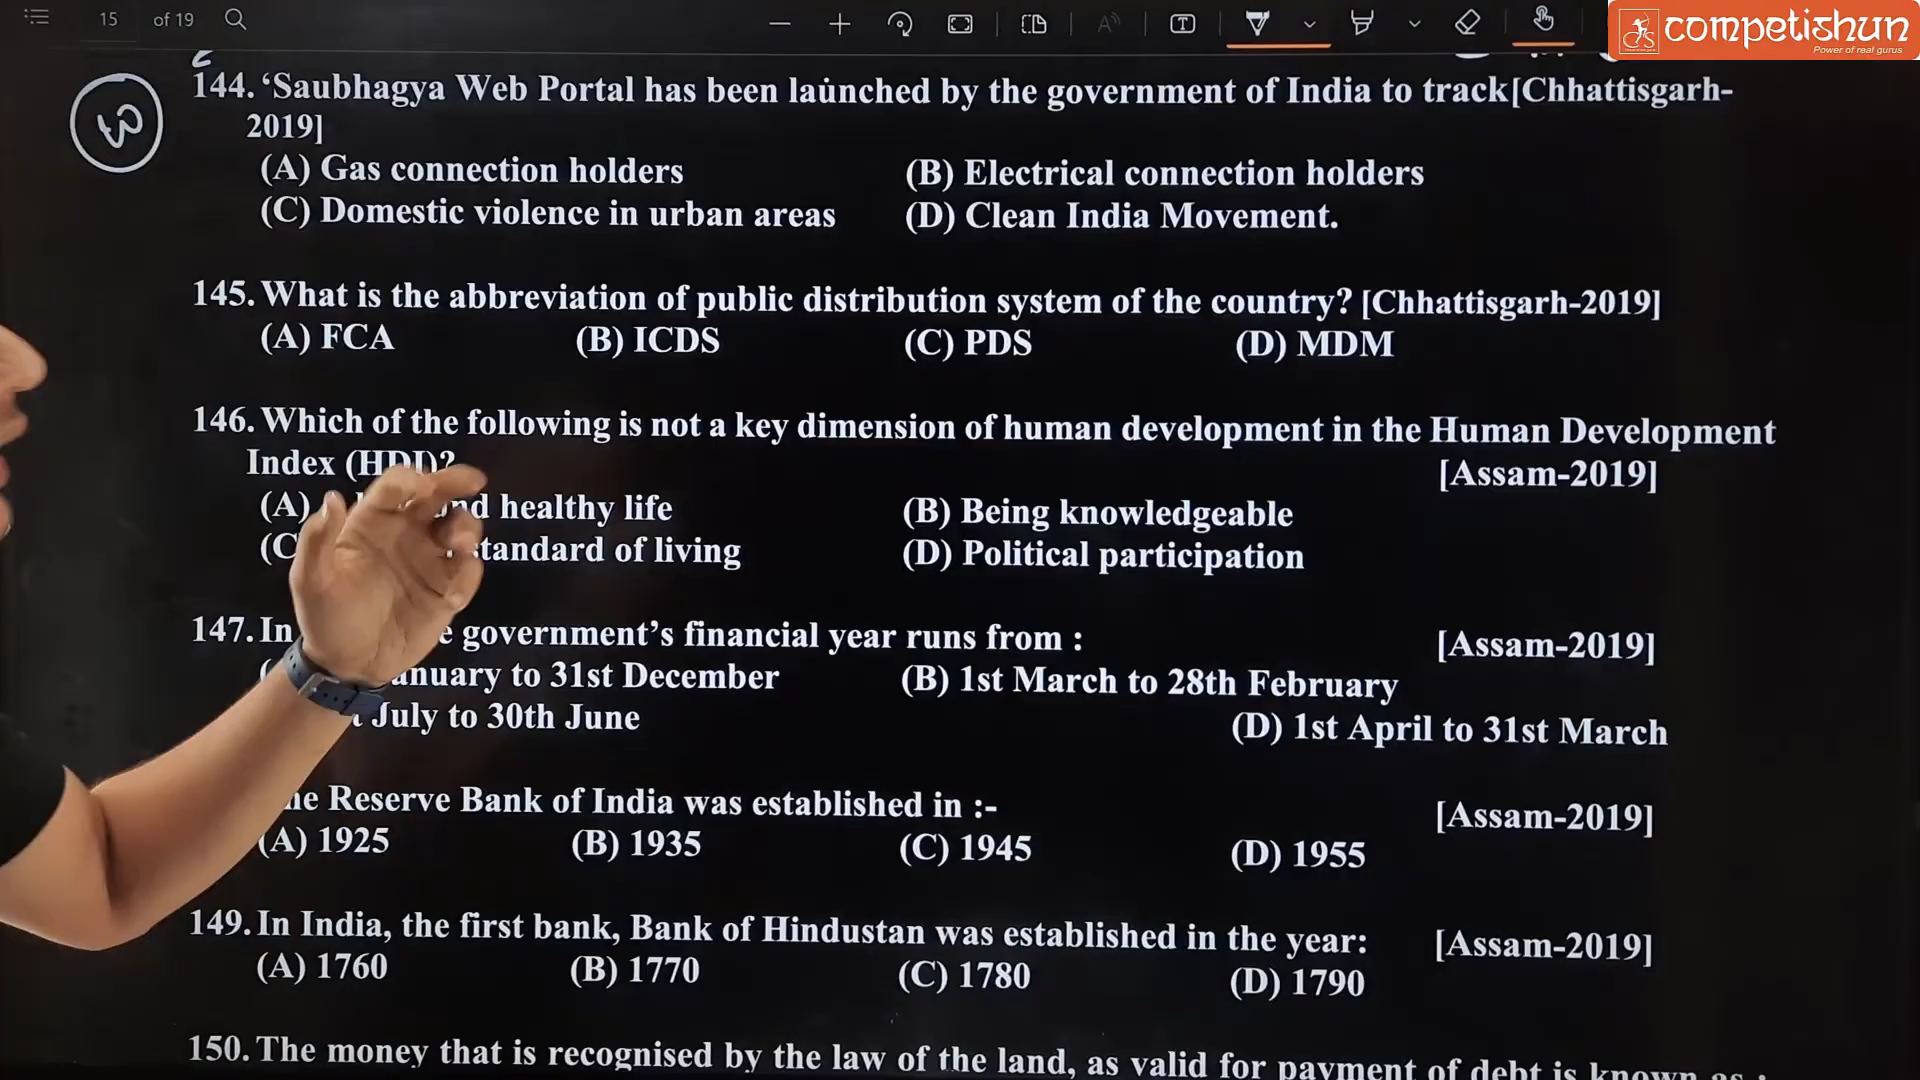 15 of 19
competishun
Power of real gurus
144. ‘Saubhagya Web Portal has been launched by the government of India to track[Chhattisgarh-
2019]
(A) Gas connection holders (B) Electrical connection holders
(C) Domestic violence in urban areas (D) Clean India Movement.
145. What is the abbreviation of public distribution system of the country? [Chhattisgarh-2019]
(A) FCA (B) ICDS (C) PDS (D) MDM
146. Which of the following is not a key dimension of human development in the Human Development
Index (HDI)? [Assam-2019]
(A) healthy life (B) Being knowledgeable
(C standard of living (D) Political participation
147. In government’s financial year runs from : [Assam-2019]
to 31st December (B) 1st March to 28th February
July to 30th June (D) 1st April to 31st March
Reserve Bank of India was established in :- [Assam-2019]
(A) 1925 (B) 1935 (C) 1945 (D) 1955
149. In India, the first bank, Bank of Hindustan was established in the year: [Assam-2019]
(A) 1760 (B) 1770 (C) 1780 (D) 1790
150. The money that is recognised by the law of the land, as valid for payment of debt is known as :